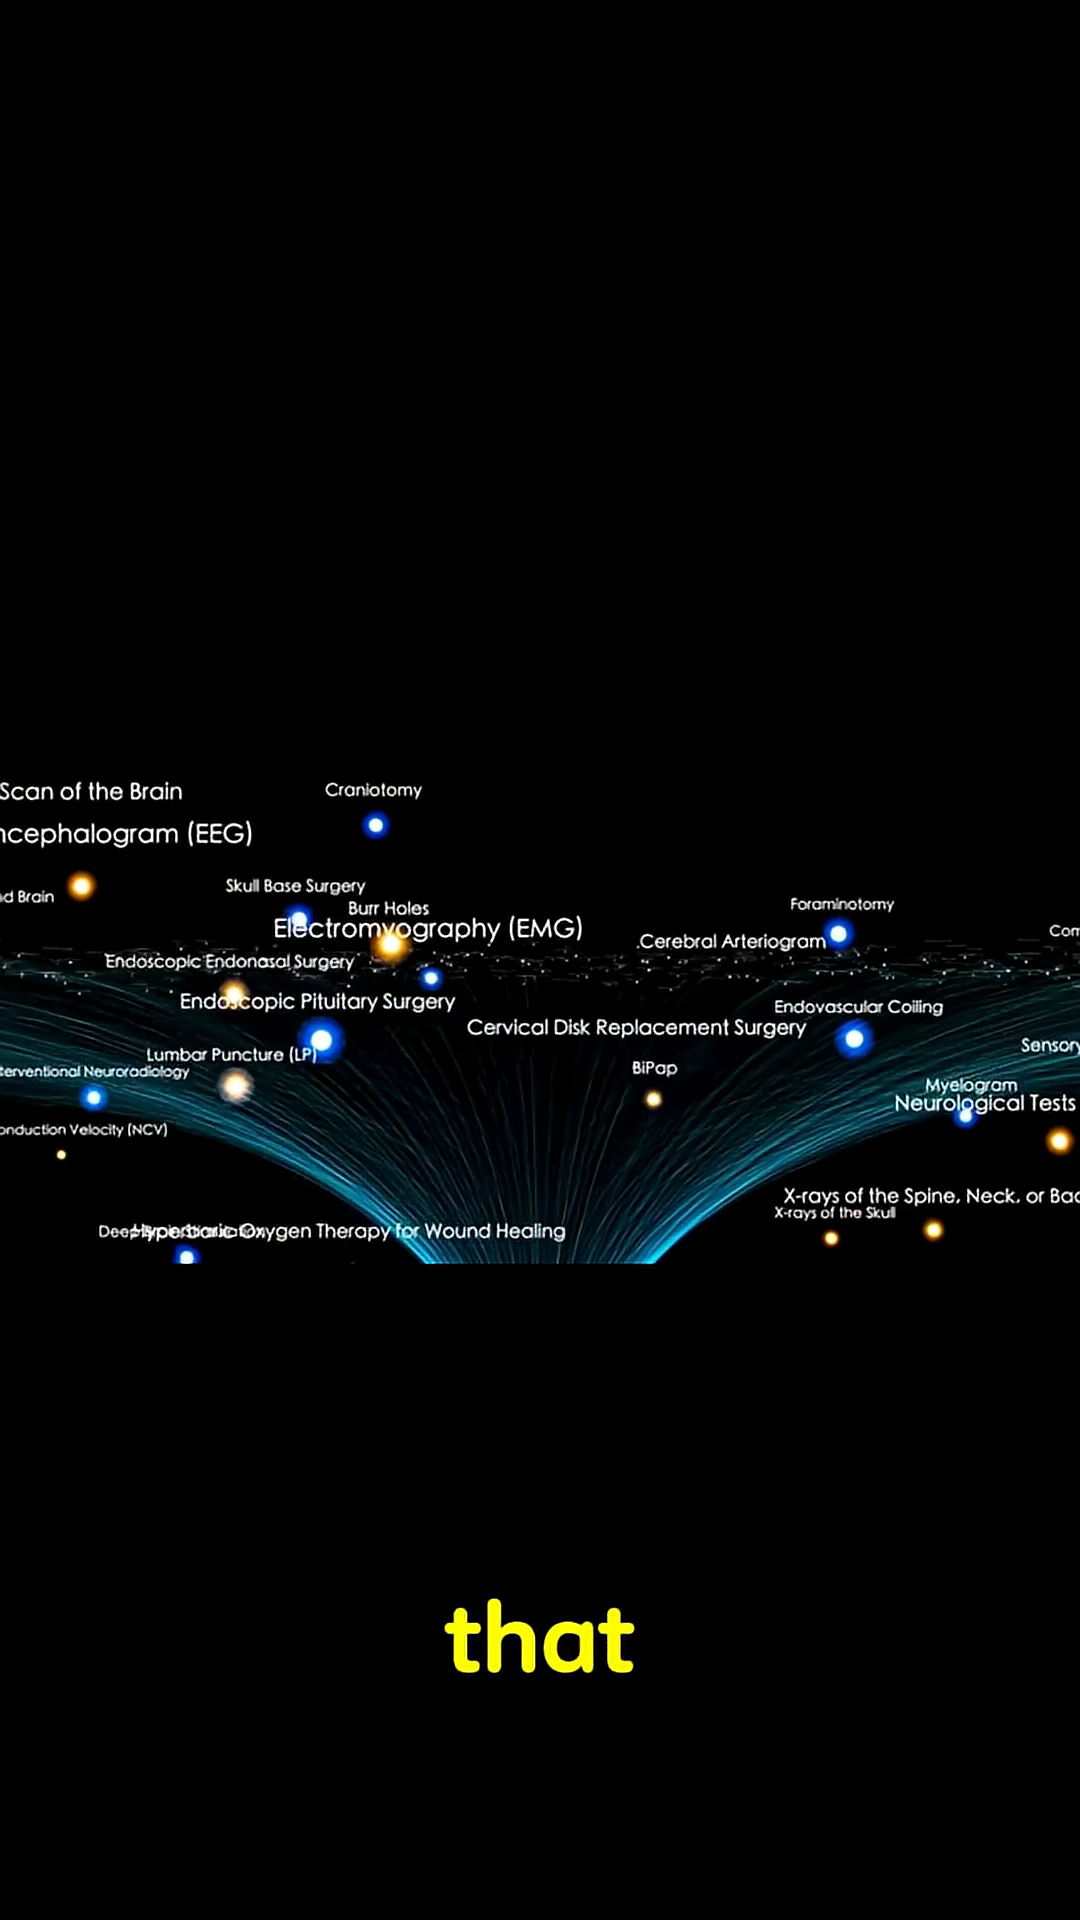 Scan of the Brain
Craniotomy
ncephalogram (EEG)
Skull Base Surgery
d Brain
Burr Holes
Foraminotomy
Electromyography (EMG)
Com
Cerebral Arteriogram
Endoscopic Endonasal Surgery
Endoscopic Pituitary Surgery
Endovascular Coiling
Cervical Disk Replacement Surgery
Sensory
Lumbar Puncture (LP)
BiPap
terventional Neuroradiology
Myelogram
Neurological Tests
onduction Velocity (NCV)
X-rays of the Spine, Neck, or Bac
X-rays of the Skull
Hyperbaric Oxygen Therapy for Wound Healing
that